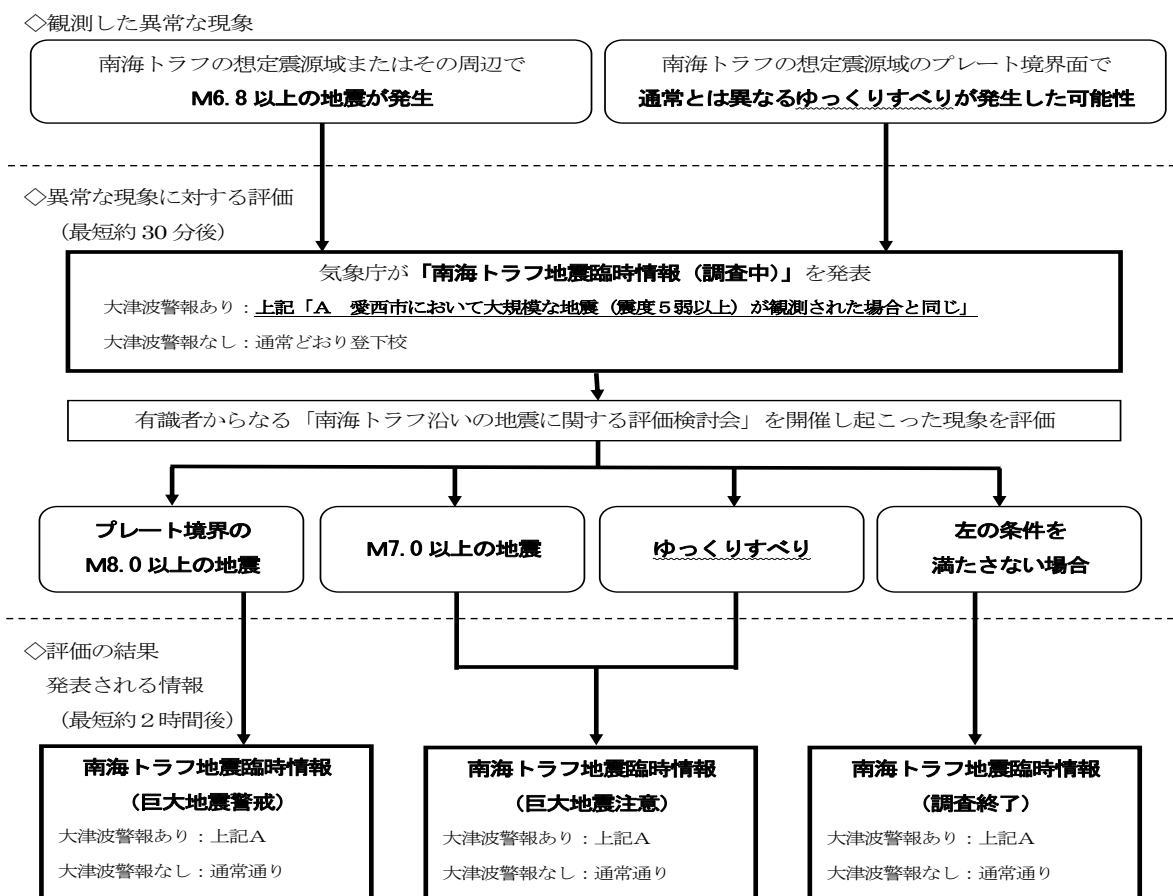 ◇観測した異常な現象
南海トラフの想定震源域またはその周辺で
M6.8以上の地震が発生
南海トラフの想定震源域のプレート境界面で
通常とは異なるゆっくりすべりが発生した可能性
◇異常な現象に対する評価
（最短約30分後）
気象庁が「南海トラフ地震臨時情報（調査中）」を発表
大津波警報あり：上記「A　愛西市において大規模な地震（震度５弱以上）が観測された場合と同じ」
大津波警報なし：通常どおり登下校
有識者からなる「南海トラフ沿いの地震に関する評価検討会」を開催し起こった現象を評価
プレート境界の
M8.0以上の地震
M7.0以上の地震
ゆっくりすべり
左の条件を
満たさない場合
◇評価の結果
発表される情報
（最短約２時間後）
南海トラフ地震臨時情報
（巨大地震警戒）
大津波警報あり：上記A
大津波警報なし：通常通り
南海トラフ地震臨時情報
（巨大地震注意）
大津波警報あり：上記A
大津波警報なし：通常通り
南海トラフ地震臨時情報
（調査終了）
大津波警報あり：上記A
大津波警報なし：通常通り